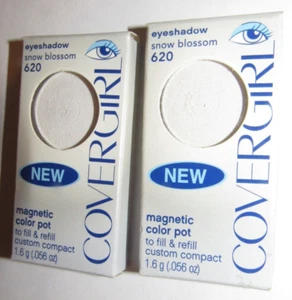 eyeshadow
snow blossom
620
NEW
magnetic
color pot
to fill & refill
custom compact
1.6 g (.056 oz)
COVERGIRL
eyeshadow
snow blossom
620
NEW
magnetic
color pot
to fill & refill
custom compact
1.6 g (.056 oz)
COVERGIRL